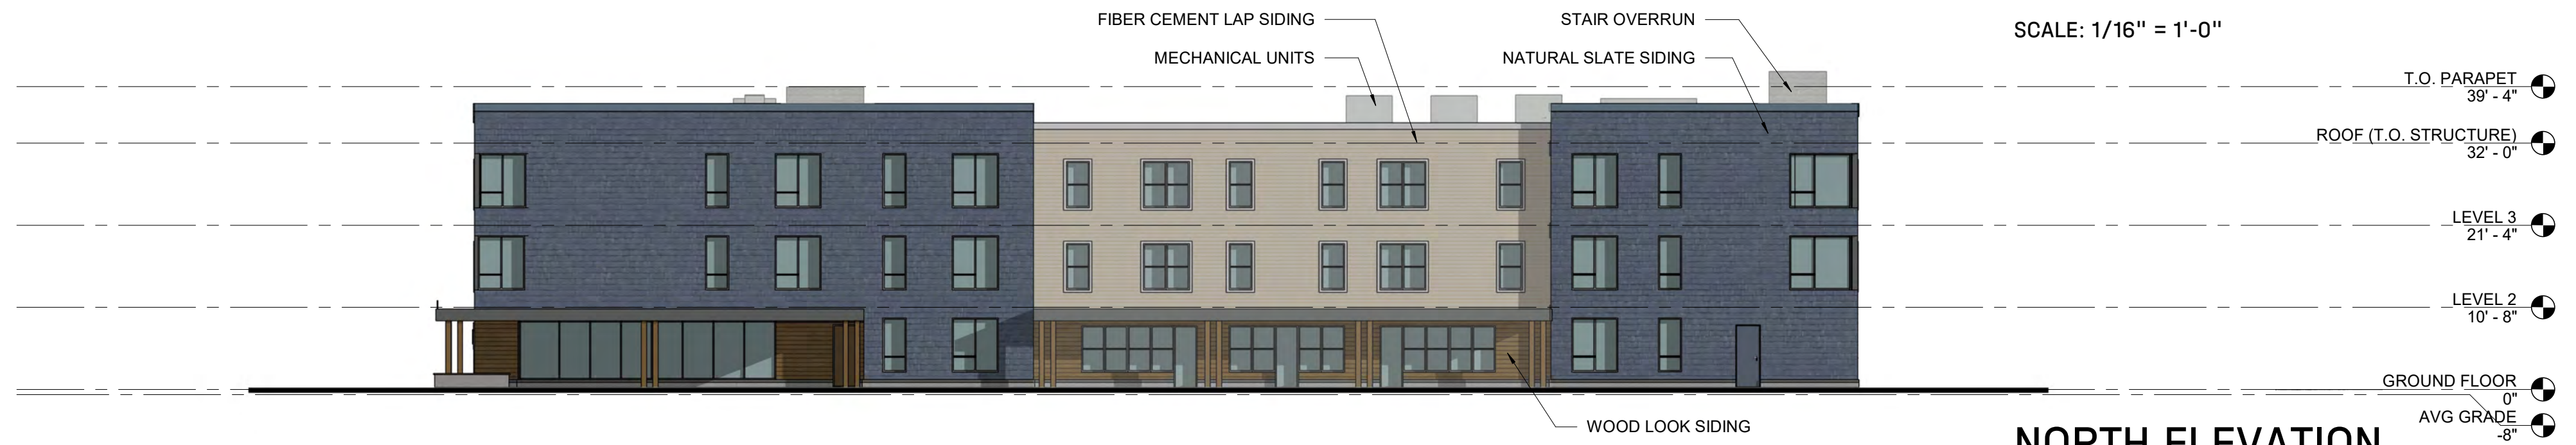 FIBER CEMENT LAP SIDING
STAIR OVERRUN
SCALE: 1/16" = 1'-0"
MECHANICAL UNITS
NATURAL SLATE SIDING
T.O. PARAPET
39' - 4"
ROOF (T.O. STRUCTURE)
32' - 0"
LEVEL 3
21' - 4"
LEVEL 2
10' - 8"
GROUND FLOOR
0"
AVG GRADE
-8"
WOOD LOOK SIDING
NORTH ELEVATION